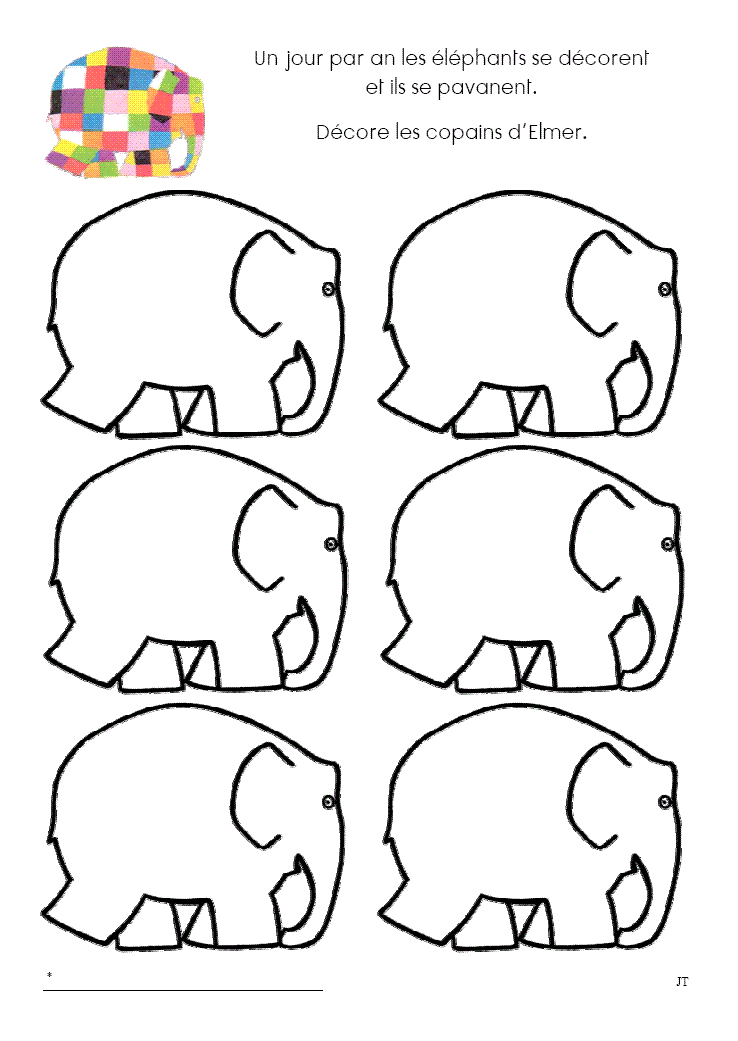 Un jour par an les éléphants se décorent
et ils se pavanent.
Décore les copains d'Elmer.
*
JT